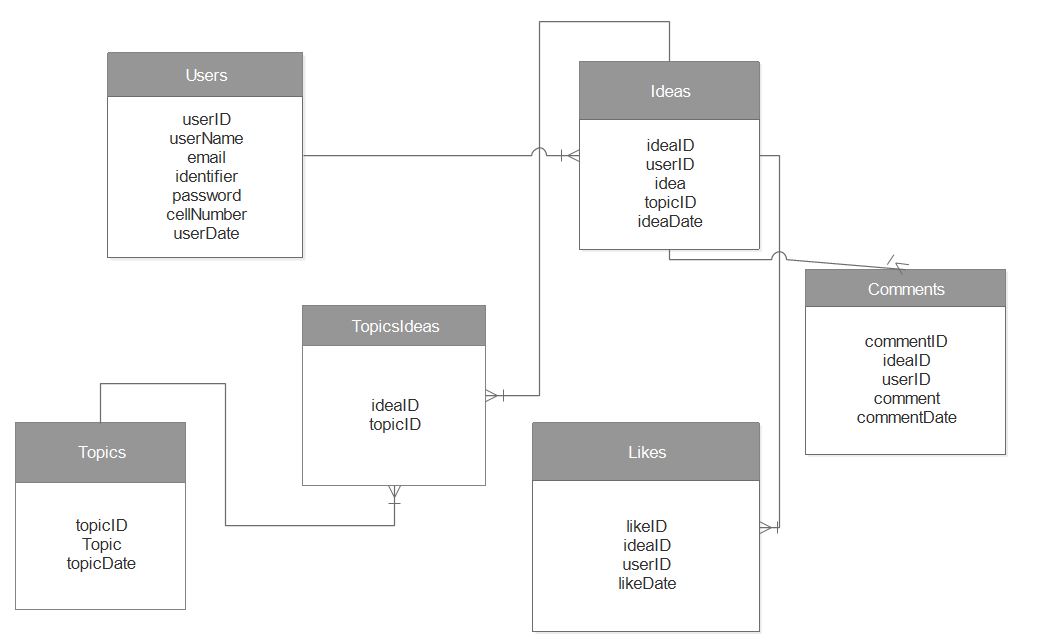 Users
userID
userName
email
identifier
password
cellNumber
userDate
Ideas
ideaID
userID
idea
topicID
ideaDate
Comments
commentID
ideaID
userID
comment
commentDate
TopicsIdeas
ideaID
topicID
Topics
topicID
Topic
topicDate
Likes
likeID
ideaID
userID
likeDate